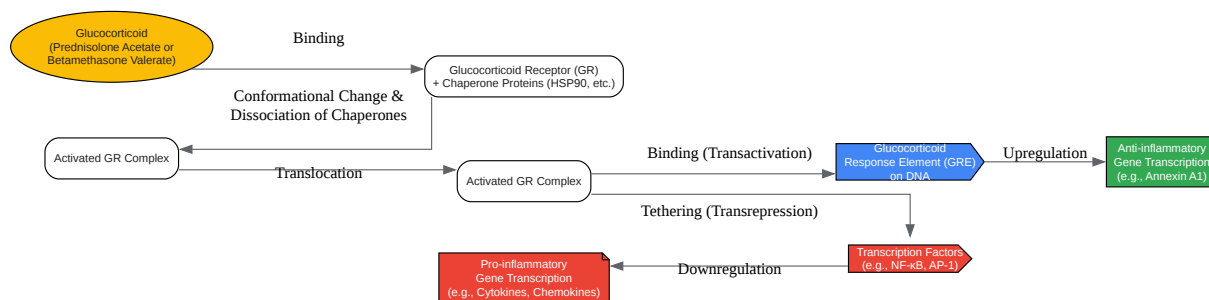 Glucocorticoid
(Prednisolone Acetate or
Betamethasone Valerate)
Binding
Glucocorticoid Receptor (GR)
+ Chaperone Proteins (HSP90, etc.)
Conformational Change &
Dissociation of Chaperones
Activated GR Complex
Translocation
Activated GR Complex
Binding (Transactivation)
Glucocorticoid
Response Element (GRE)
on DNA
Upregulation
Anti-inflammatory
Gene Transcription
(e.g., Annexin A1)
Tethering (Transrepression)
Transcription Factors
(e.g., NF-κB, AP-1)
Downregulation
Pro-inflammatory
Gene Transcription
(e.g., Cytokines, Chemokines)